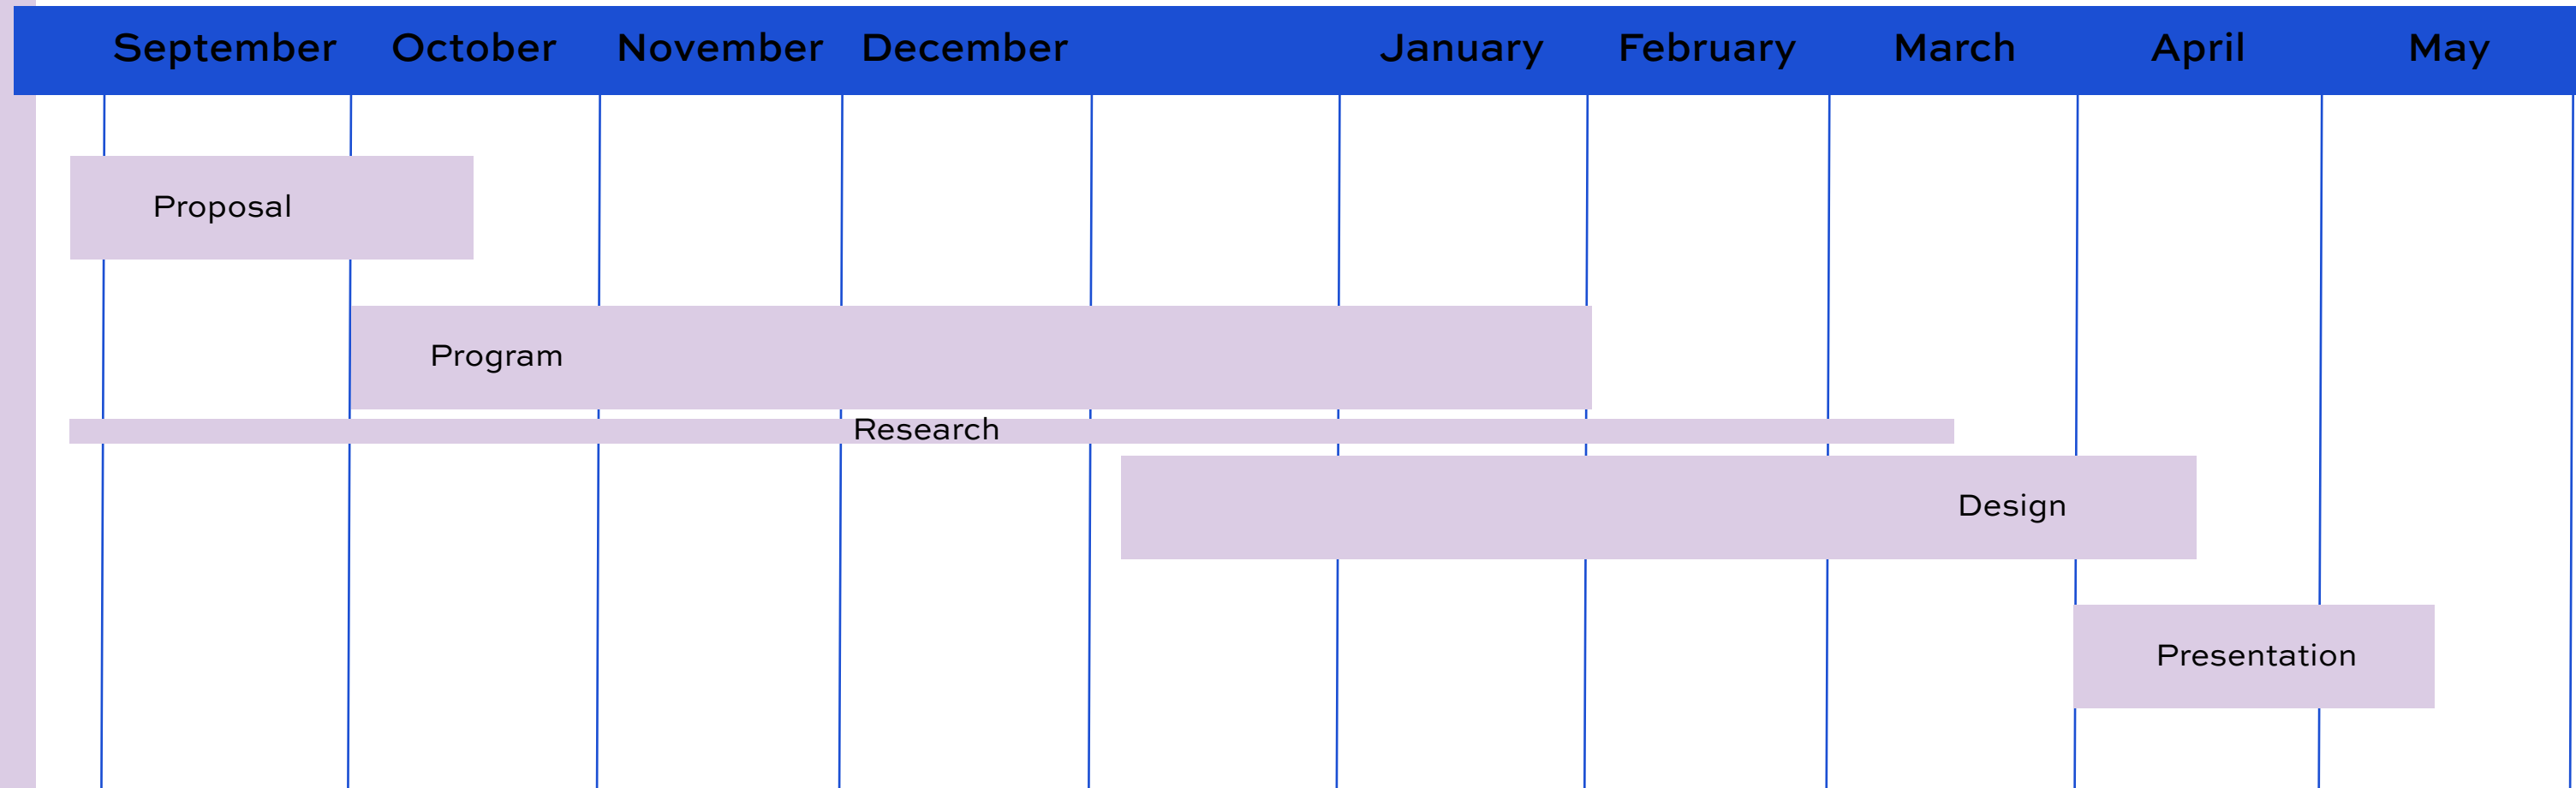 September October November December January February March April May
Proposal
Program
Research
Design
Presentation